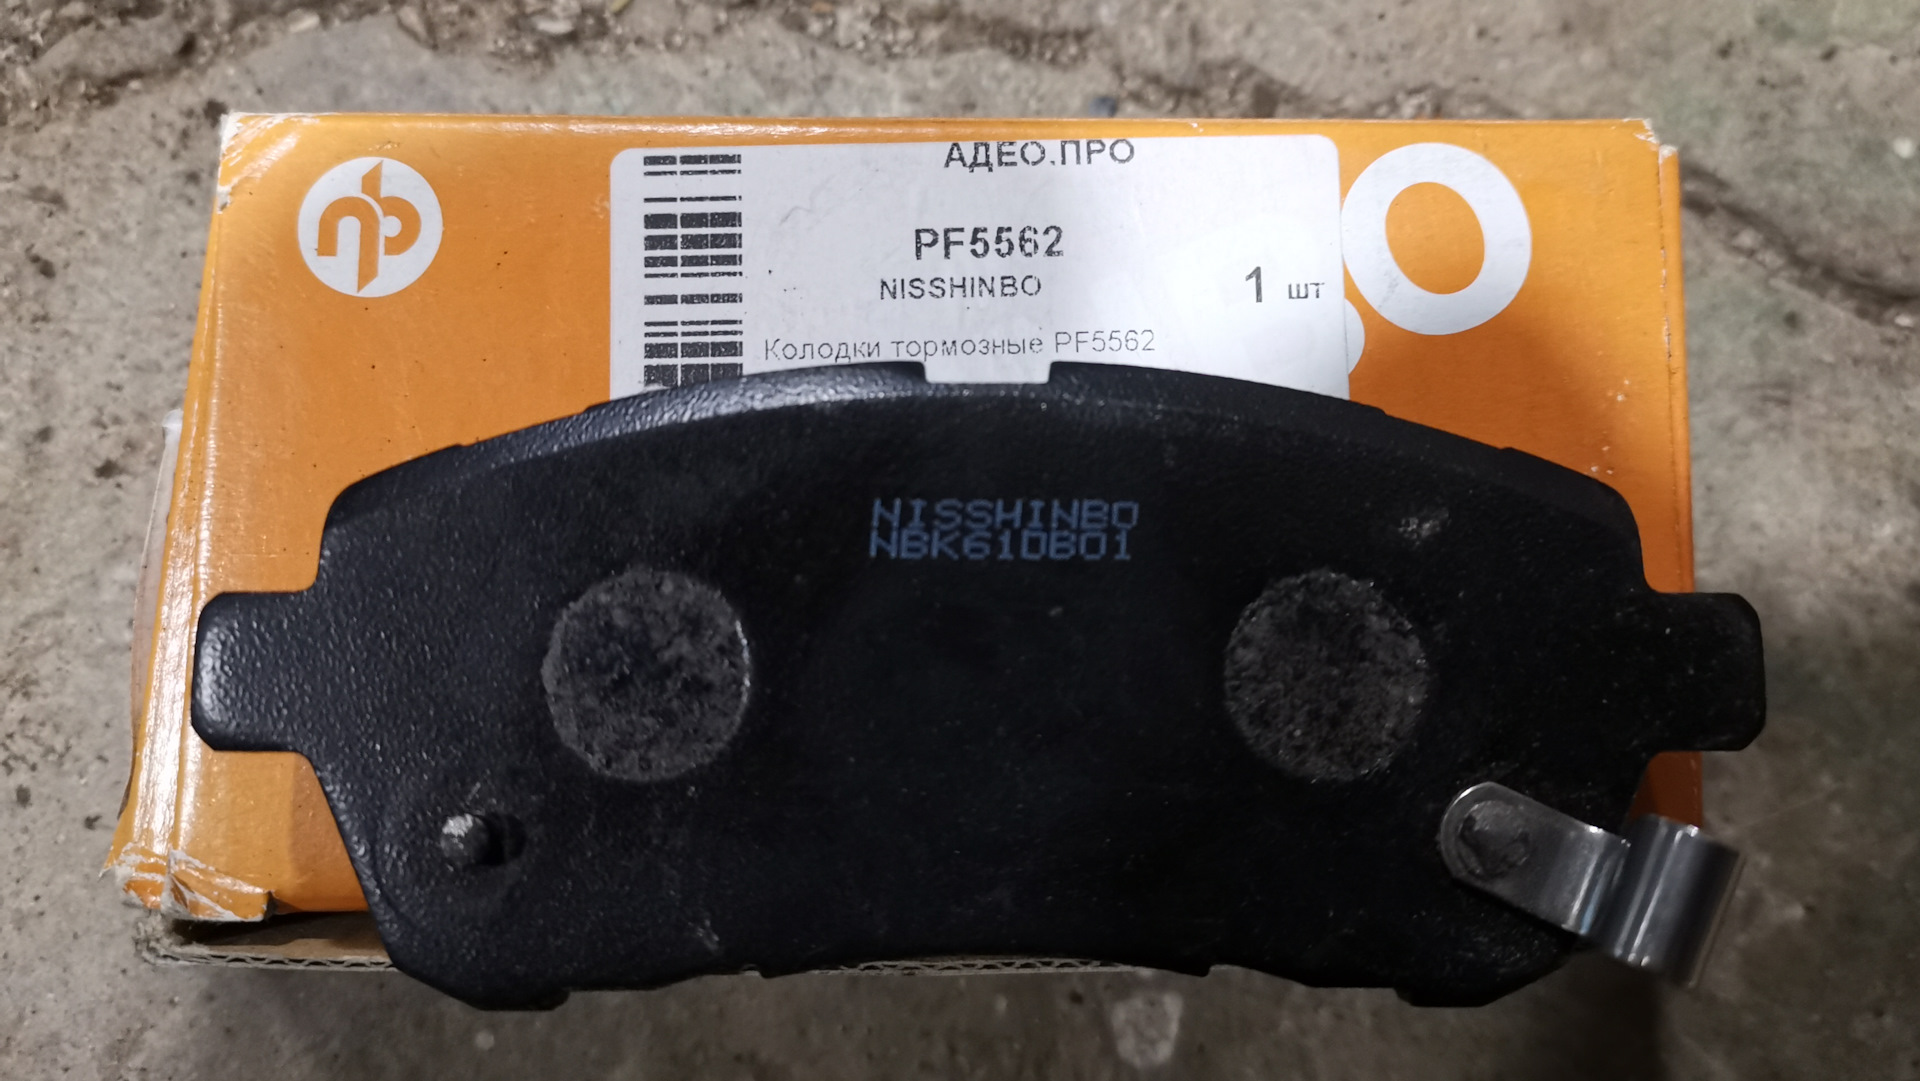 АДЕО.ПРО
PF5562
NISSHINBO
1 шт
Колодки тормозные PF5562
NISSHINBO
NBK610B01